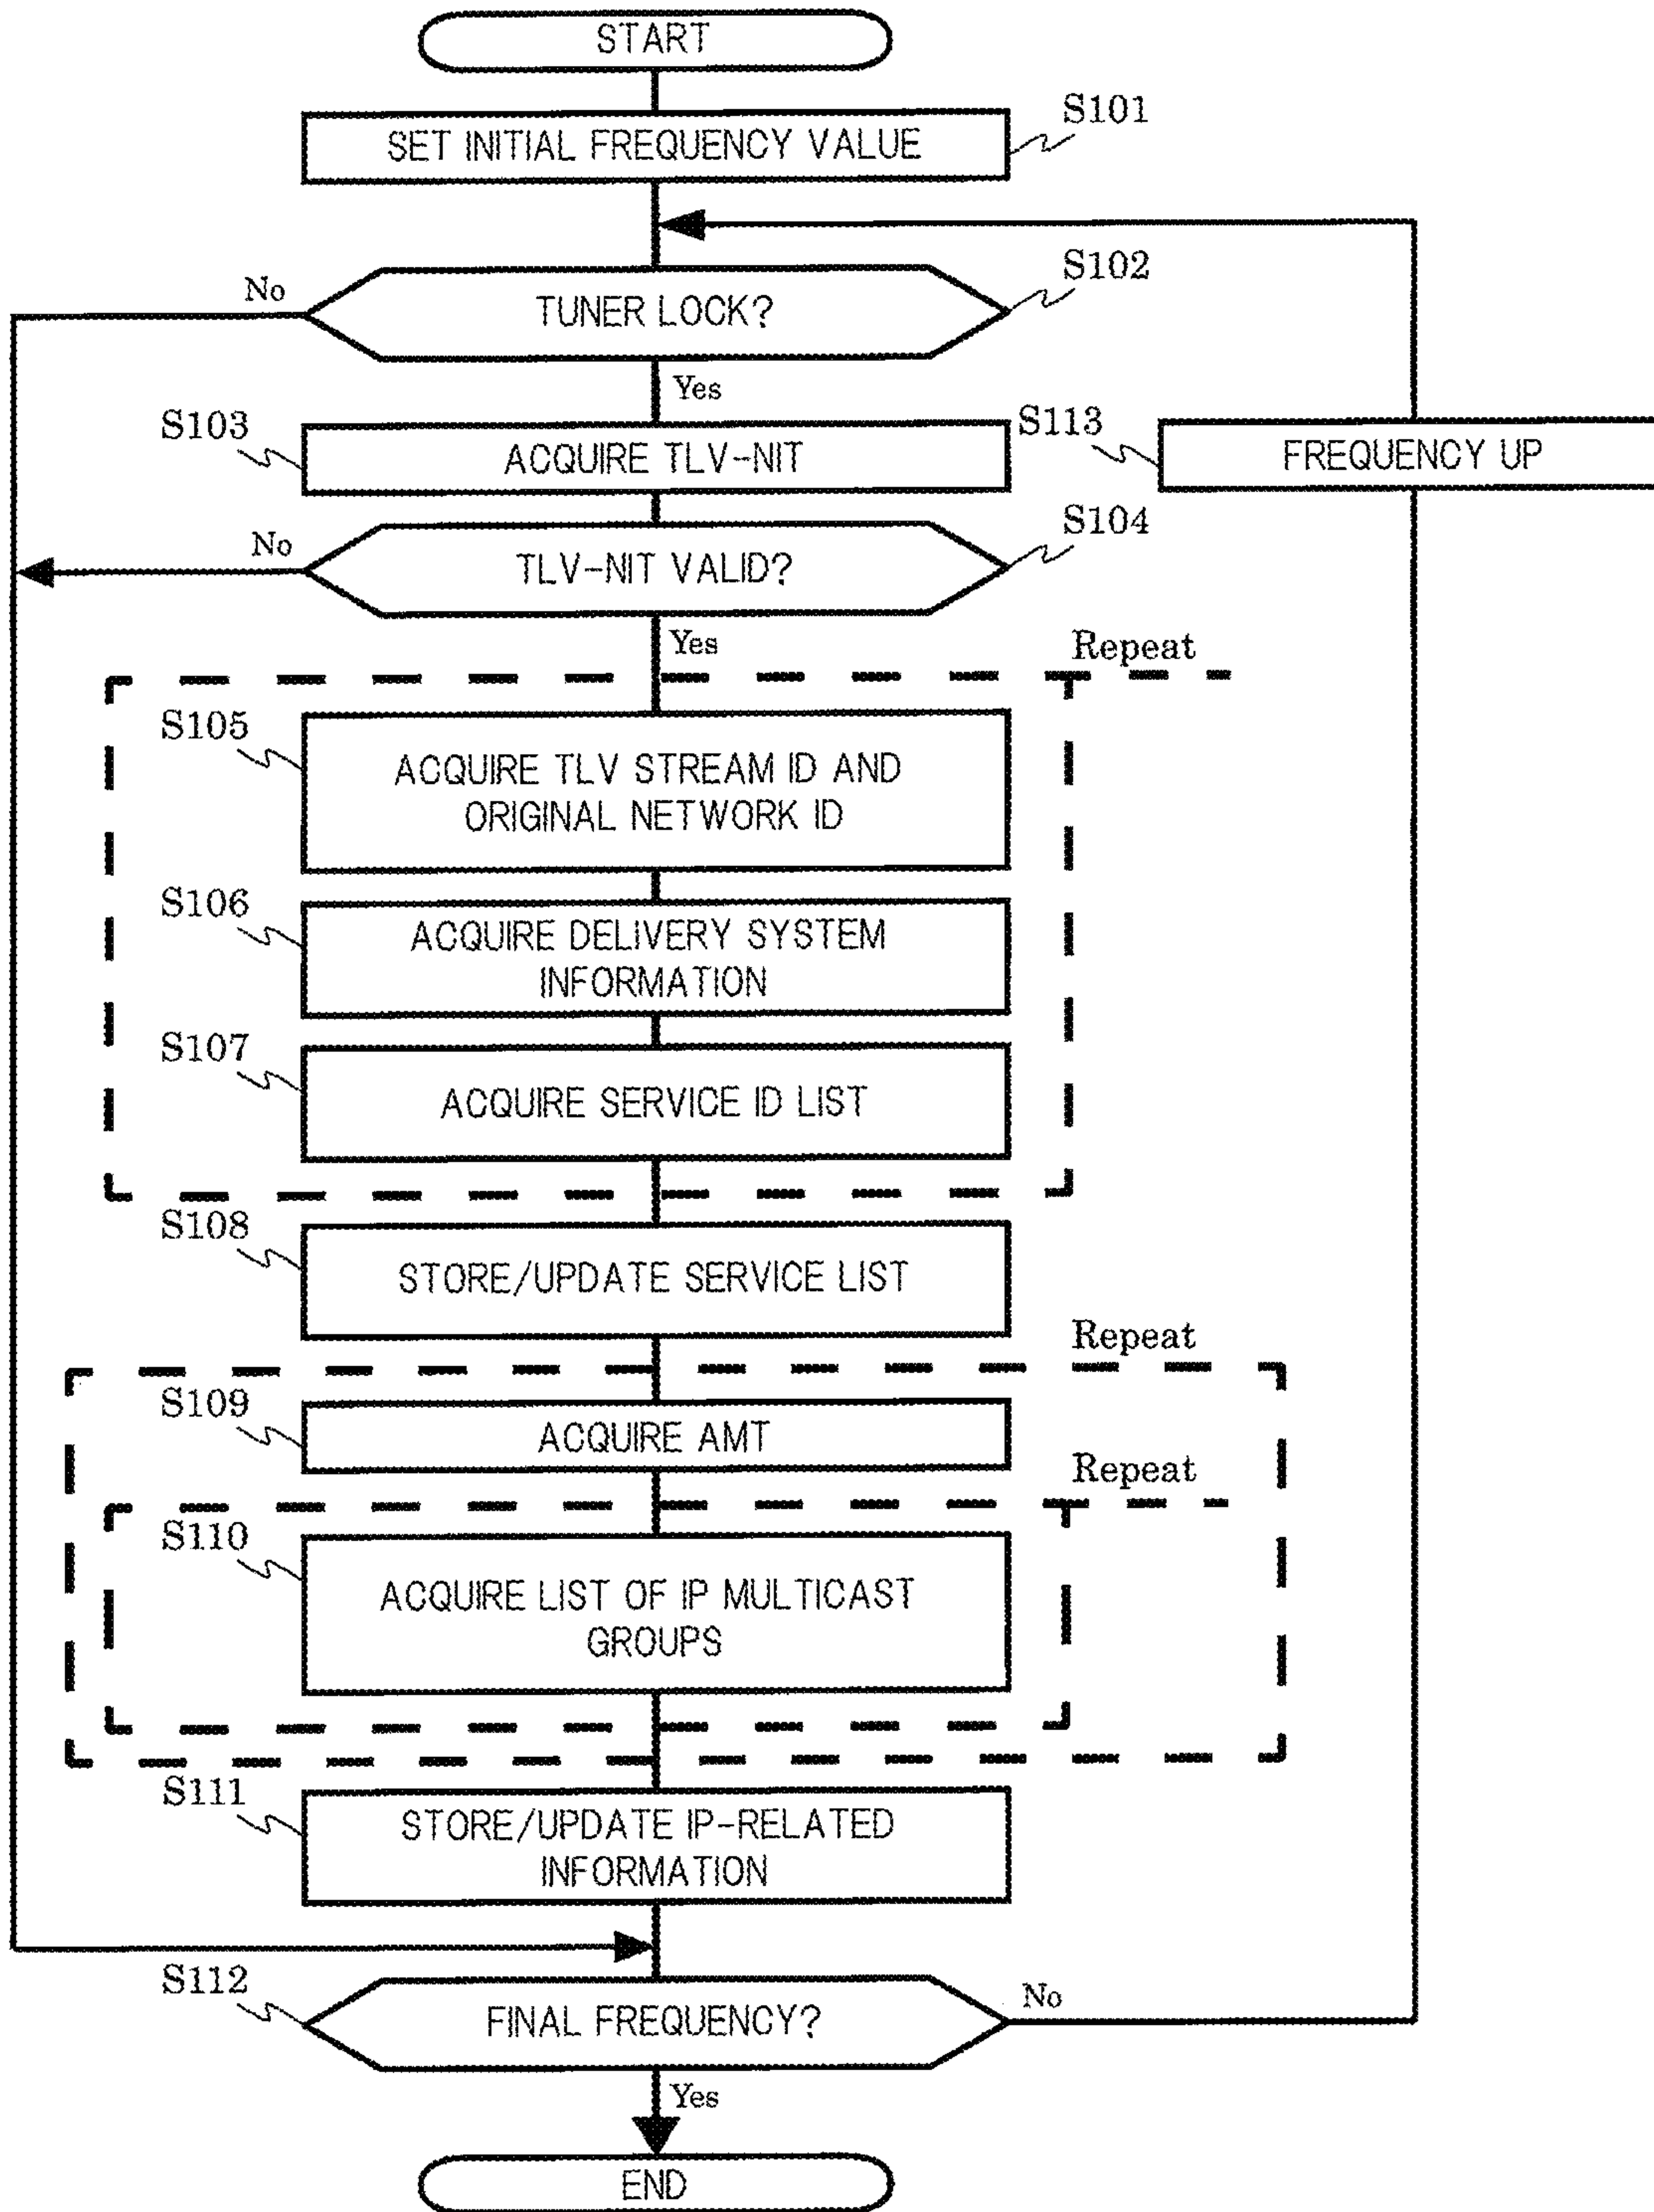 START
SET INITIAL FREQUENCY VALUE
S101
TUNER LOCK?
S102
No
Yes
S103
ACQUIRE TLV-NIT
S113
FREQUENCY UP
S104
TLV-NIT VALID?
No
Yes
Repeat
S105
ACQUIRE TLV STREAM ID AND
ORIGINAL NETWORK ID
S106
ACQUIRE DELIVERY SYSTEM
INFORMATION
S107
ACQUIRE SERVICE ID LIST
S108
STORE/UPDATE SERVICE LIST
Repeat
S109
ACQUIRE AMT
Repeat
S110
ACQUIRE LIST OF IP MULTICAST
GROUPS
S111
STORE/UPDATE IP-RELATED
INFORMATION
S112
FINAL FREQUENCY?
No
Yes
END